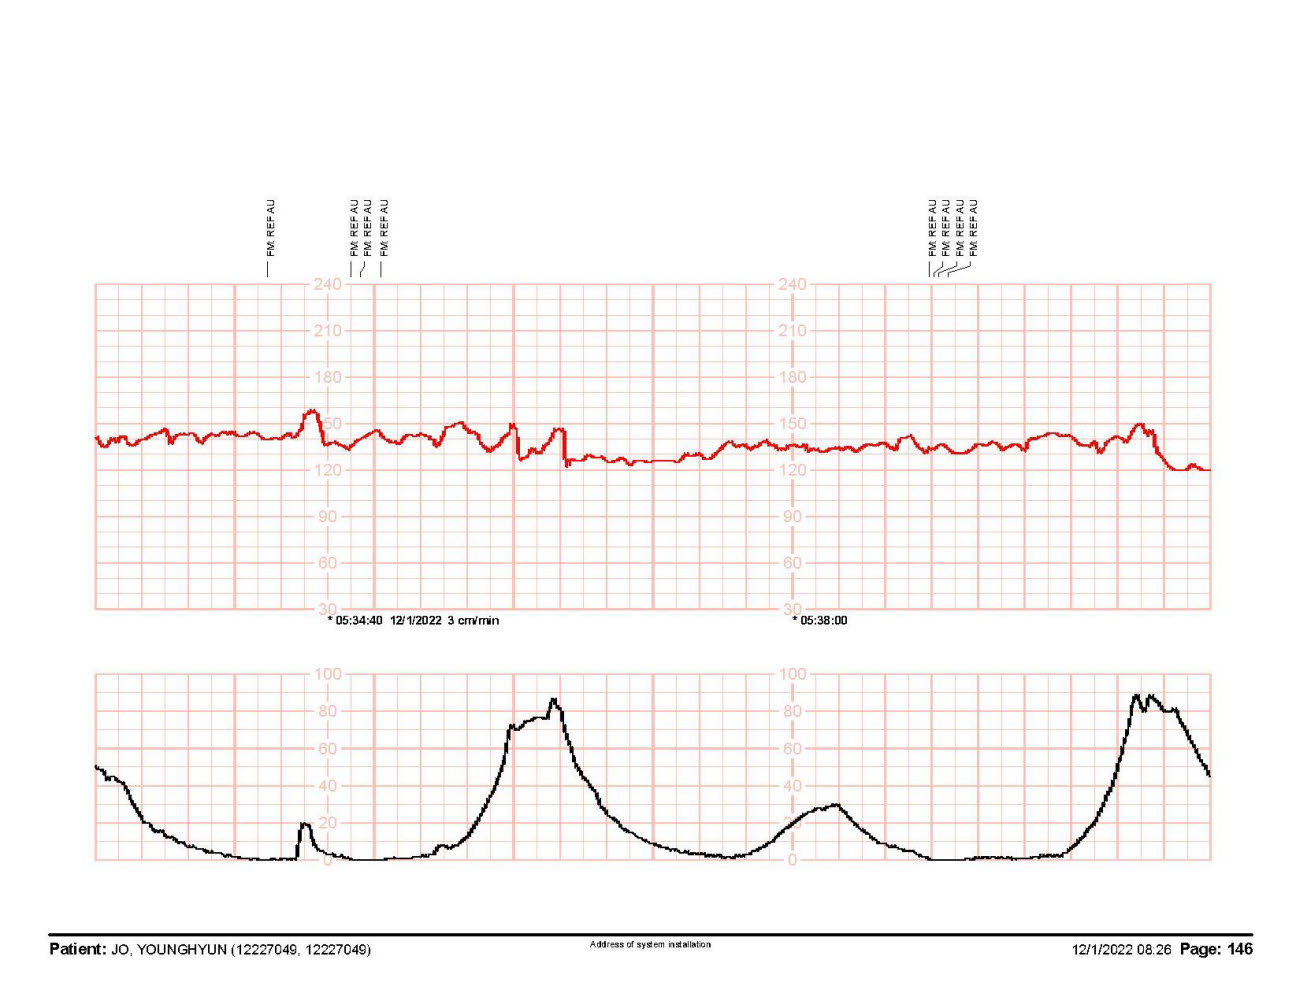 FM: REF AU
FM: REF AU
FM: REF AU
FM: REF AU
FM: REF AU
FM: REF AU
FM: REF AU
FM: REF AU
240 240
210 210
180 180
150 150
120 120
90 90
60 60
30 30
* 05:34:40 12/1/2022 3 cm/min * 05:38:00
100 100
80 80
60 60
40 40
20 20
0 0
Patient: JO, YOUNGHYUN (12227049, 12227049) Address of system installation 12/1/2022 08:26 Page: 146